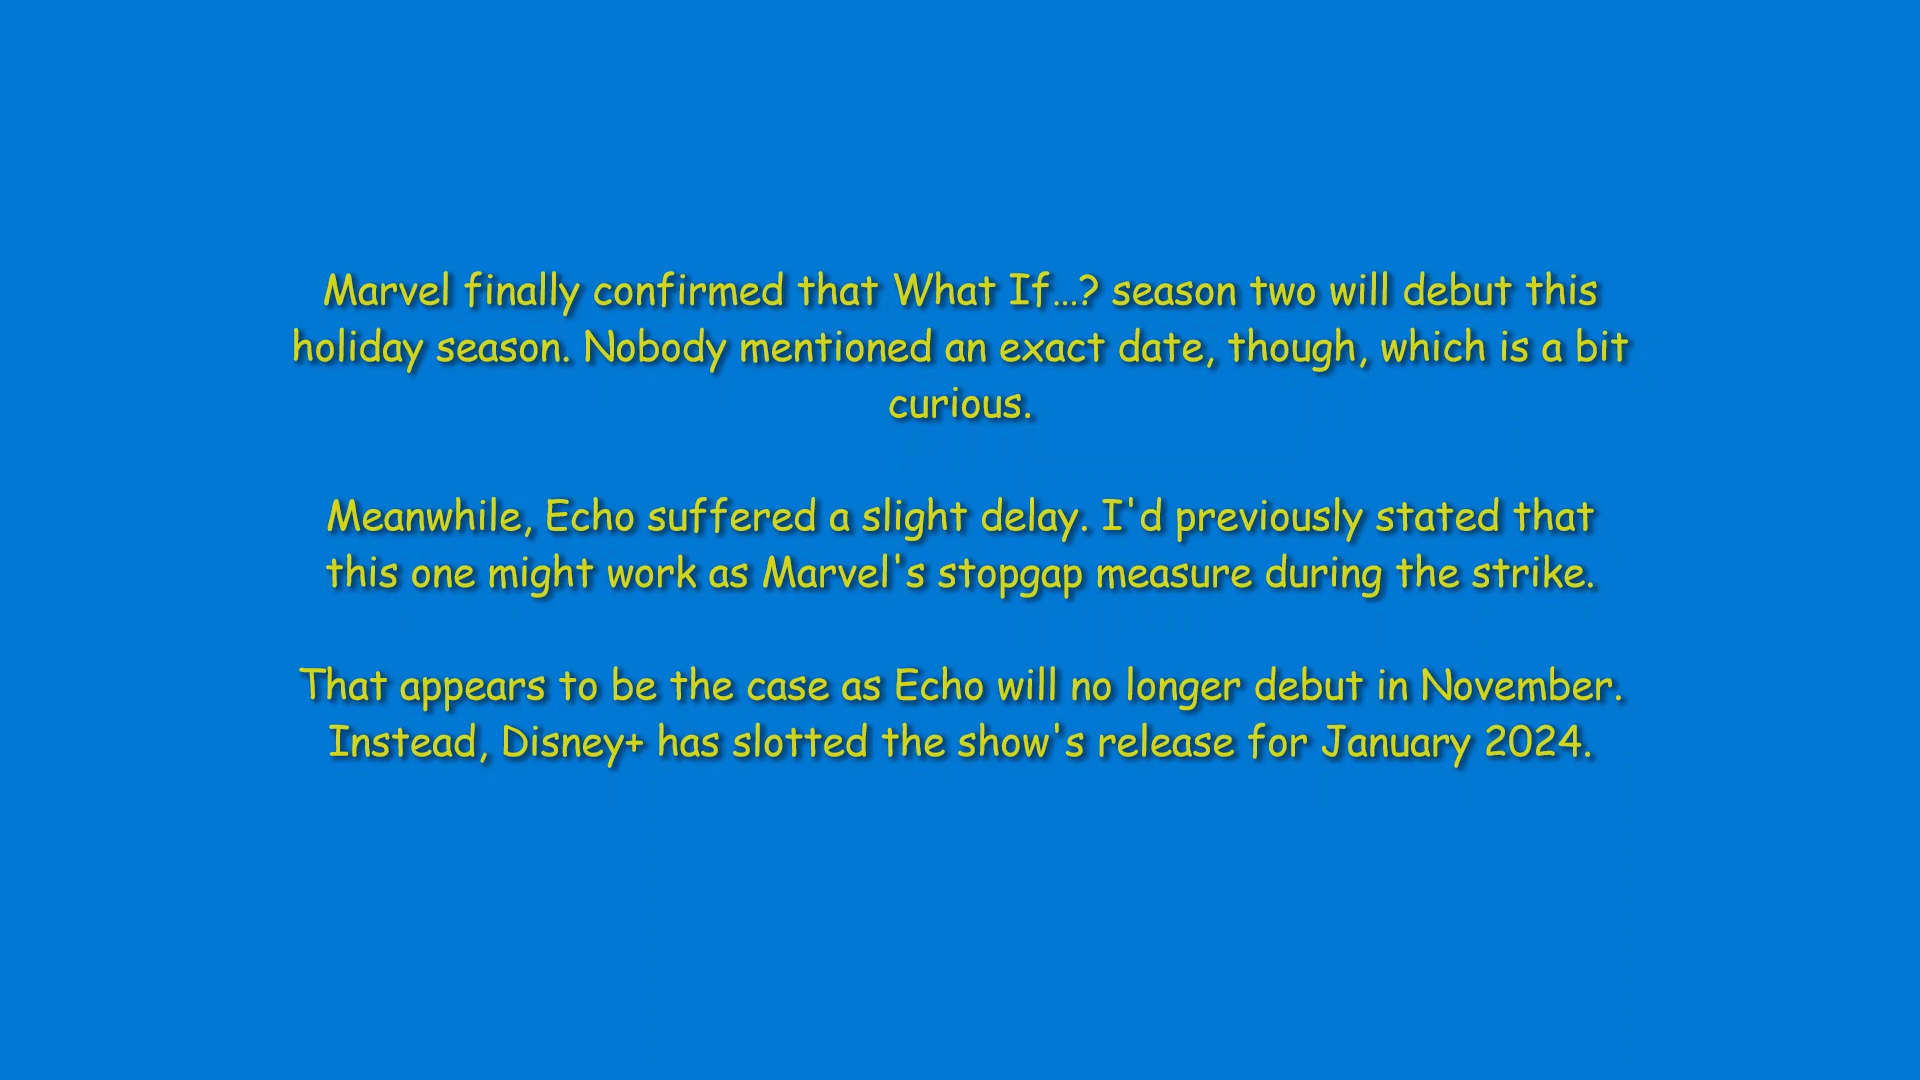 Marvel finally confirmed that What If...? season two will debut this
holiday season. Nobody mentioned an exact date, though, which is a bit
curious.
Meanwhile, Echo suffered a slight delay. I'd previously stated that
this one might work as Marvel's stopgap measure during the strike.
That appears to be the case as Echo will no longer debut in November.
Instead, Disney+ has slotted the show's release for January 2024.